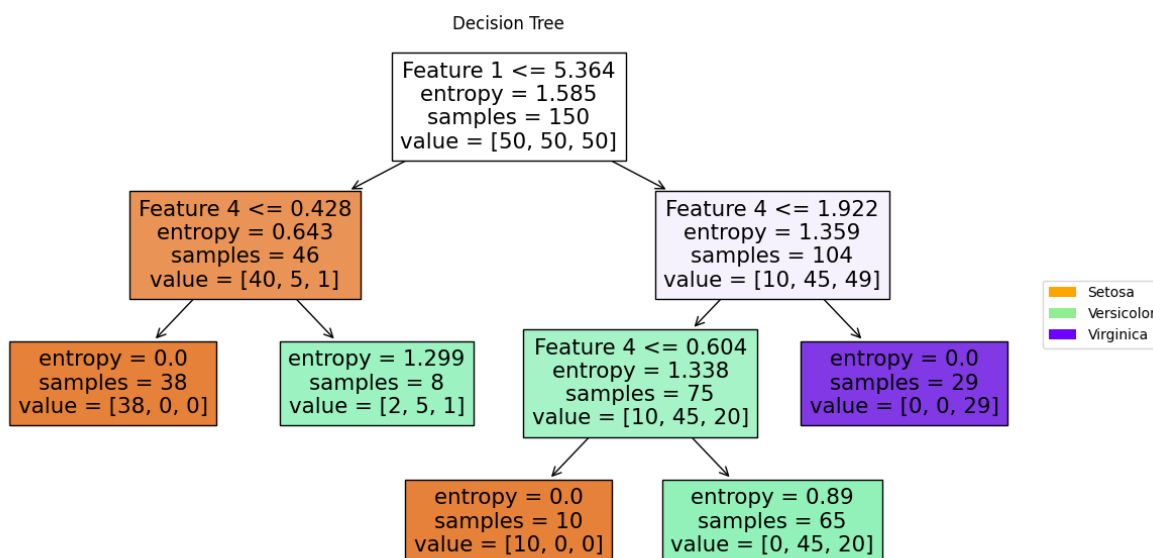 Decision Tree
Feature 1 <= 5.364
entropy = 1.585
samples = 150
value = [50, 50, 50]
Feature 4 <= 0.428
entropy = 0.643
samples = 46
value = [40, 5, 1]
Feature 4 <= 1.922
entropy = 1.359
samples = 104
value = [10, 45, 49]
Setosa
Versicolor
Virginica
entropy = 0.0
samples = 38
value = [38, 0, 0]
entropy = 1.299
samples = 8
value = [2, 5, 1]
Feature 4 <= 0.604
entropy = 1.338
samples = 75
value = [10, 45, 20]
entropy = 0.0
samples = 29
value = [0, 0, 29]
entropy = 0.0
samples = 10
value = [10, 0, 0]
entropy = 0.89
samples = 65
value = [0, 45, 20]